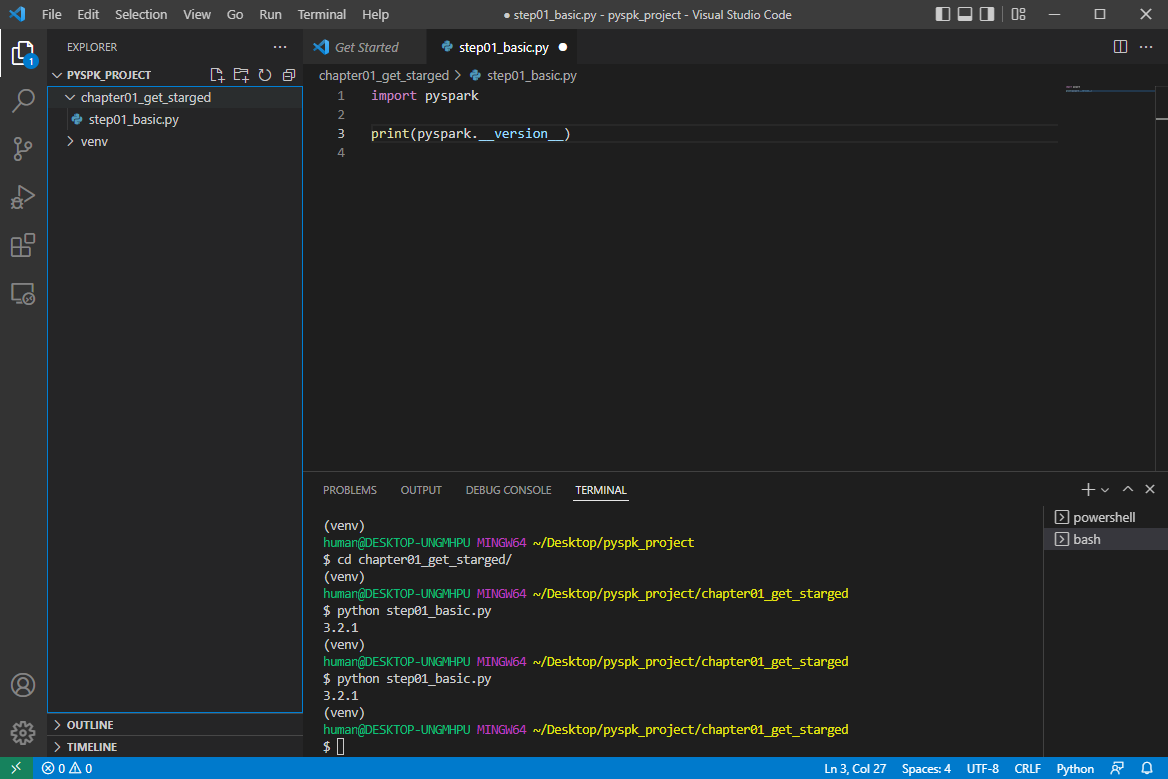 File Edit Selection View Go Run Terminal Help ● step01_basic.py - pyspk_project - Visual Studio Code
EXPLORER ···
Get Started step01_basic.py ●
1
PYSPK_PROJECT
chapter01_get_starged > step01_basic.py
chapter01_get_starged
step01_basic.py
venv
1 import pyspark
2
3 print(pyspark.__version__)
4
PROBLEMS OUTPUT DEBUG CONSOLE TERMINAL
powershell
bash
(venv)
human@DESKTOP-UNGMHPU MINGW64 ~/Desktop/pyspk_project
$ cd chapter01_get_starged/
(venv)
human@DESKTOP-UNGMHPU MINGW64 ~/Desktop/pyspk_project/chapter01_get_starged
$ python step01_basic.py
3.2.1
(venv)
human@DESKTOP-UNGMHPU MINGW64 ~/Desktop/pyspk_project/chapter01_get_starged
$ python step01_basic.py
3.2.1
(venv)
human@DESKTOP-UNGMHPU MINGW64 ~/Desktop/pyspk_project/chapter01_get_starged
$
OUTLINE
TIMELINE
0 0 Ln 3, Col 27 Spaces: 4 UTF-8 CRLF Python